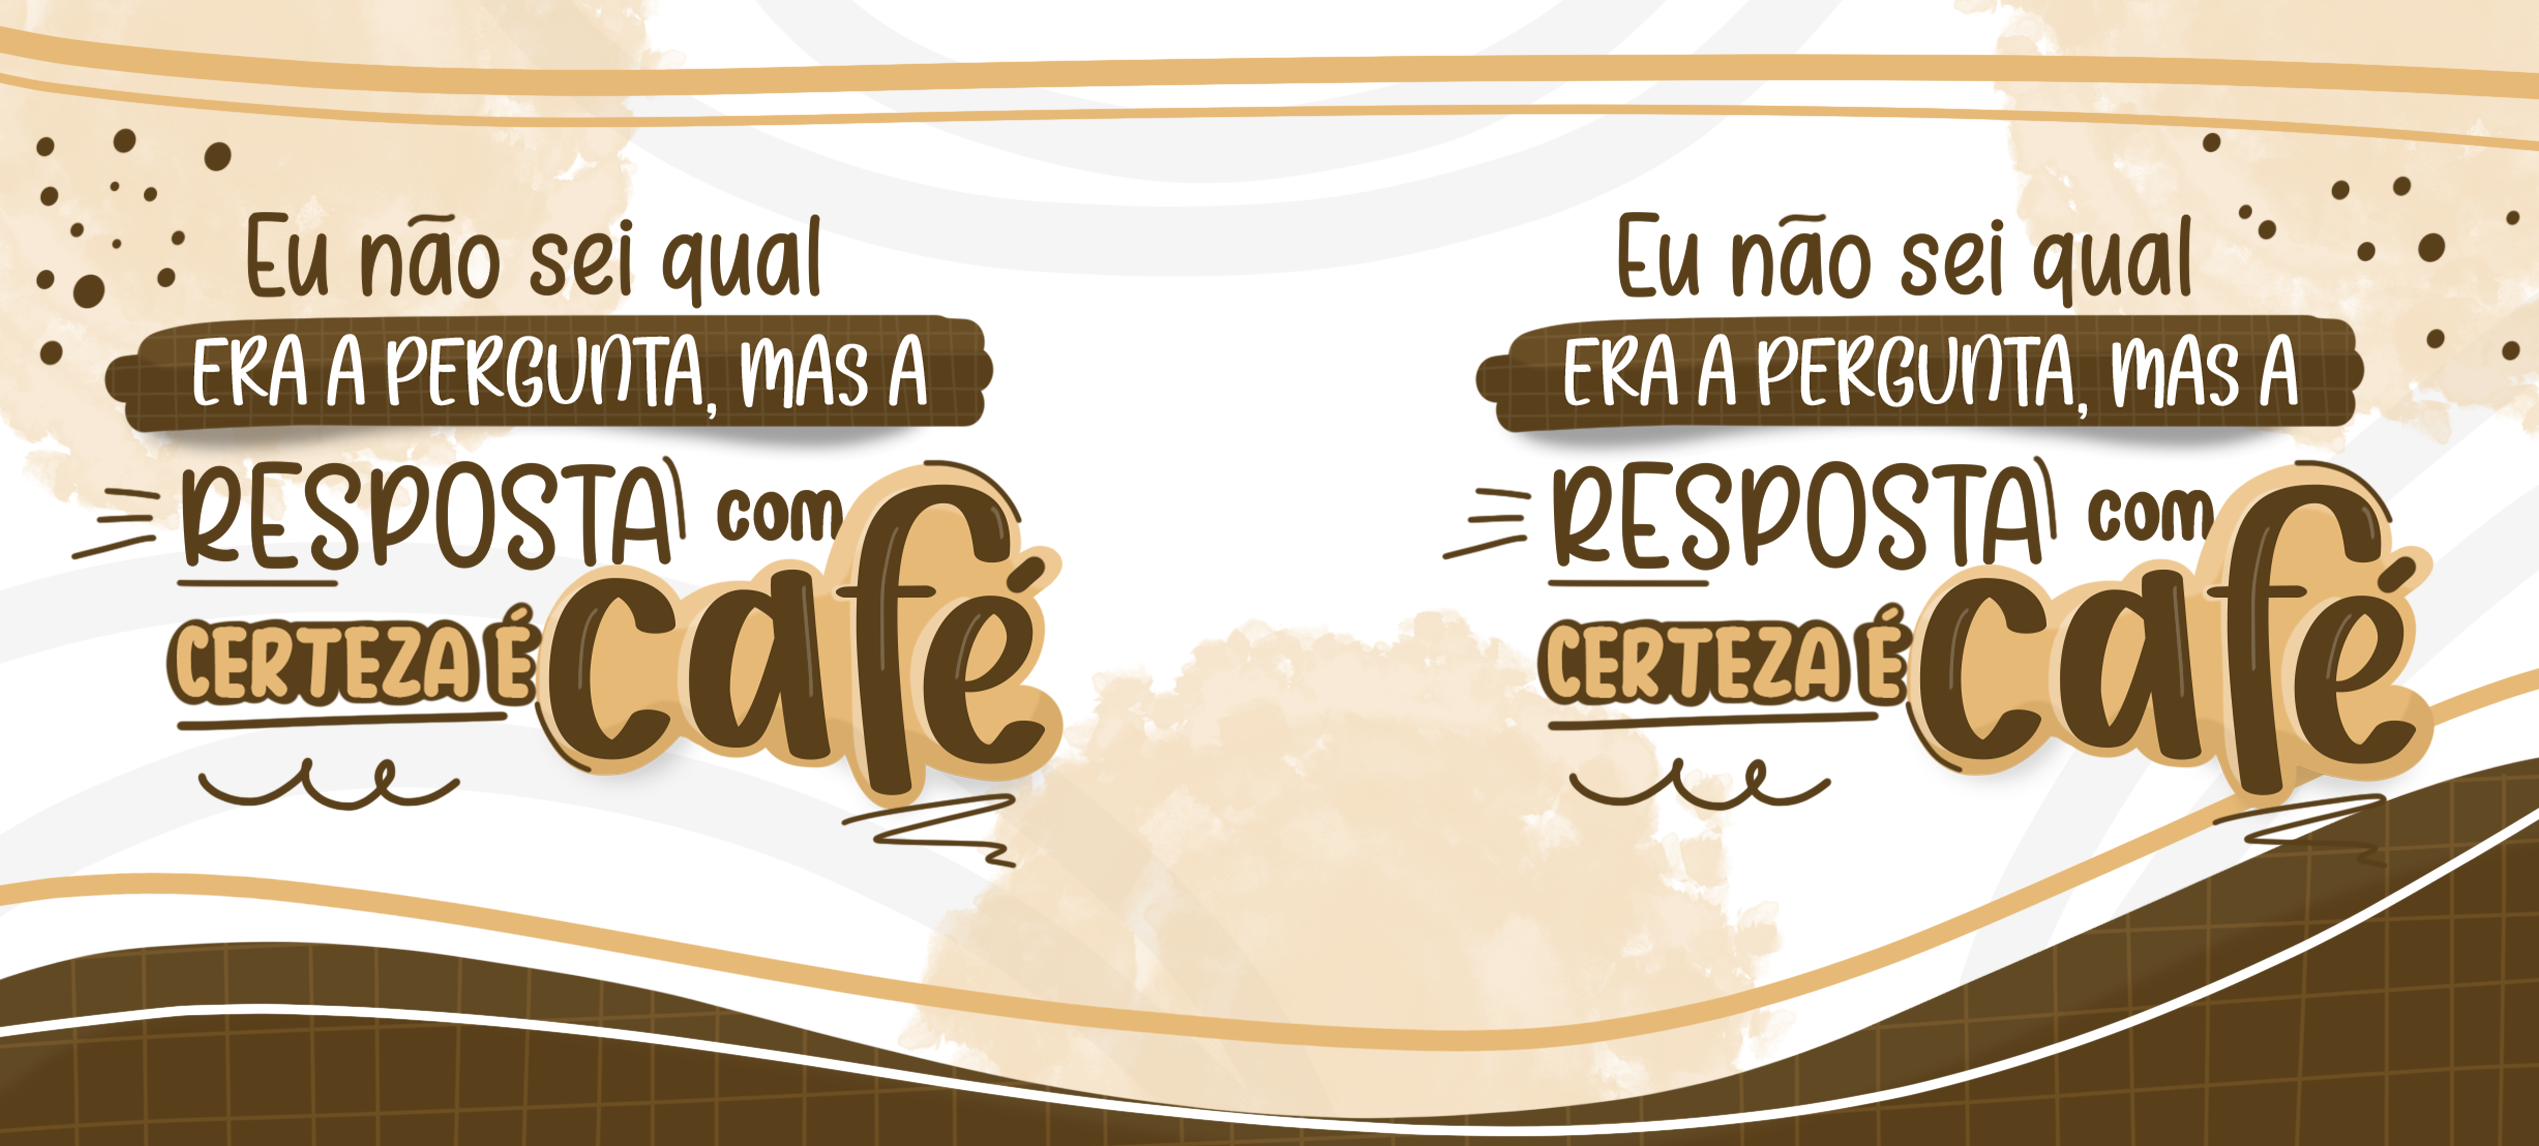 Eu não sei qual
ERA A PERGUNTA, MAS A
RESPOSTA com
CERTEZA É café
Eu não sei qual
ERA A PERGUNTA, MAS A
RESPOSTA com
CERTEZA É café